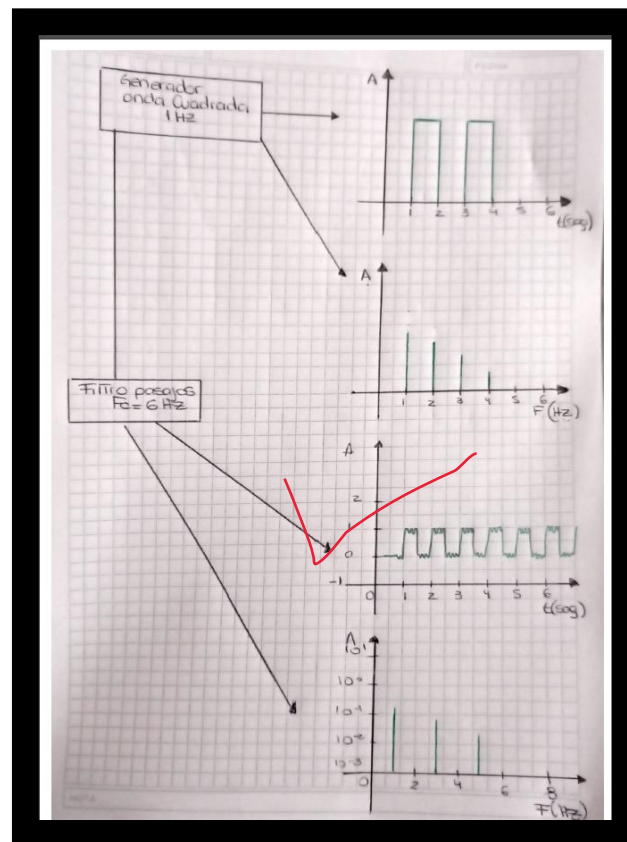 Generador
onda Cuadrada
1 HZ
A
1 2 3 4 5 6
t(seg)
A
1 2 3 4 5 6
F(HZ)
Filtro pasajos
Fc = 6 HZ
A
2
1
0
-1
0 1 2 3 4 5 6
t(seg)
A
10¹
10⁰
10⁻¹
10⁻²
10⁻³
0 2 4 6 8
F(Hz)